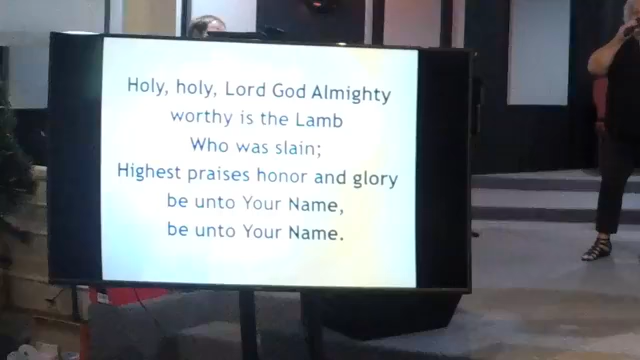 Holy, holy, Lord God Almighty
worthy is the Lamb
Who was slain;
Highest praises honor and glory
be unto Your Name,
be unto Your Name.